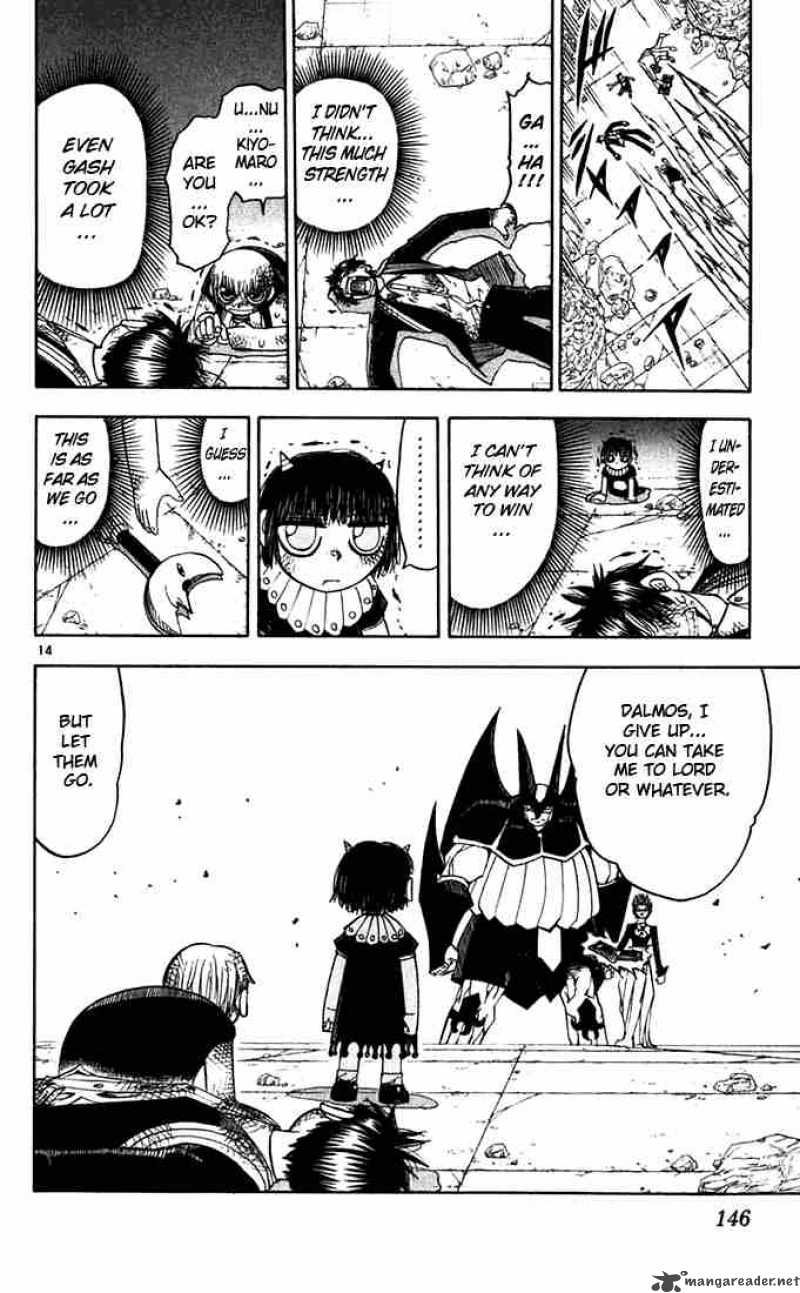 GA
...
HA!!!
I DIDN'T
THINK...
THIS MUCH
STRENGTH
...
U...NU
...
KIYO-
MARO
...
ARE
YOU
...
OK?
EVEN
GASH
TOOK
A LOT
...
I UN-
DER-
ESTI-
MATED
...
I CAN'T
THINK OF
ANY WAY
TO WIN
...
.........
I
GUESS
...
THIS IS
AS
FAR AS
WE GO
...
14
DALMOS, I
GIVE UP...
YOU CAN TAKE
ME TO LORD
OR WHATEVER.
BUT
LET
THEM
GO.
146
mangareader.net